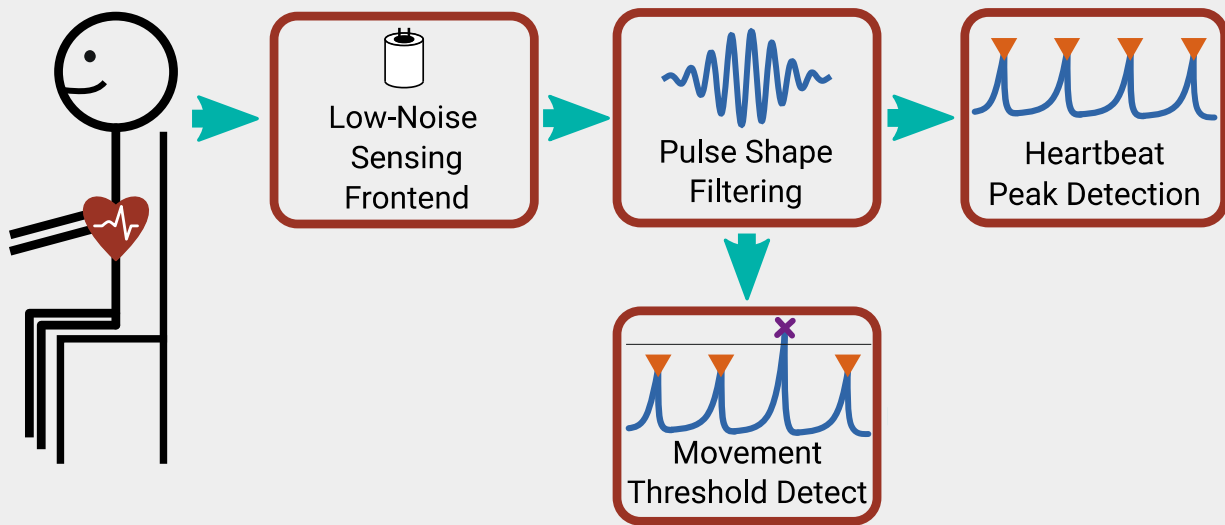 Low-Noise
Sensing
Frontend
Pulse Shape
Filtering
Heartbeat
Peak Detection
Movement
Threshold Detect